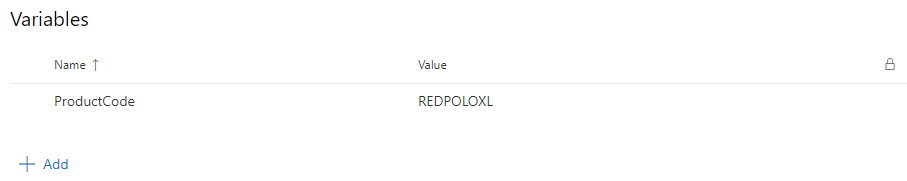 Variables
Name ↑ Value
ProductCode REDPOLOXL
+ Add